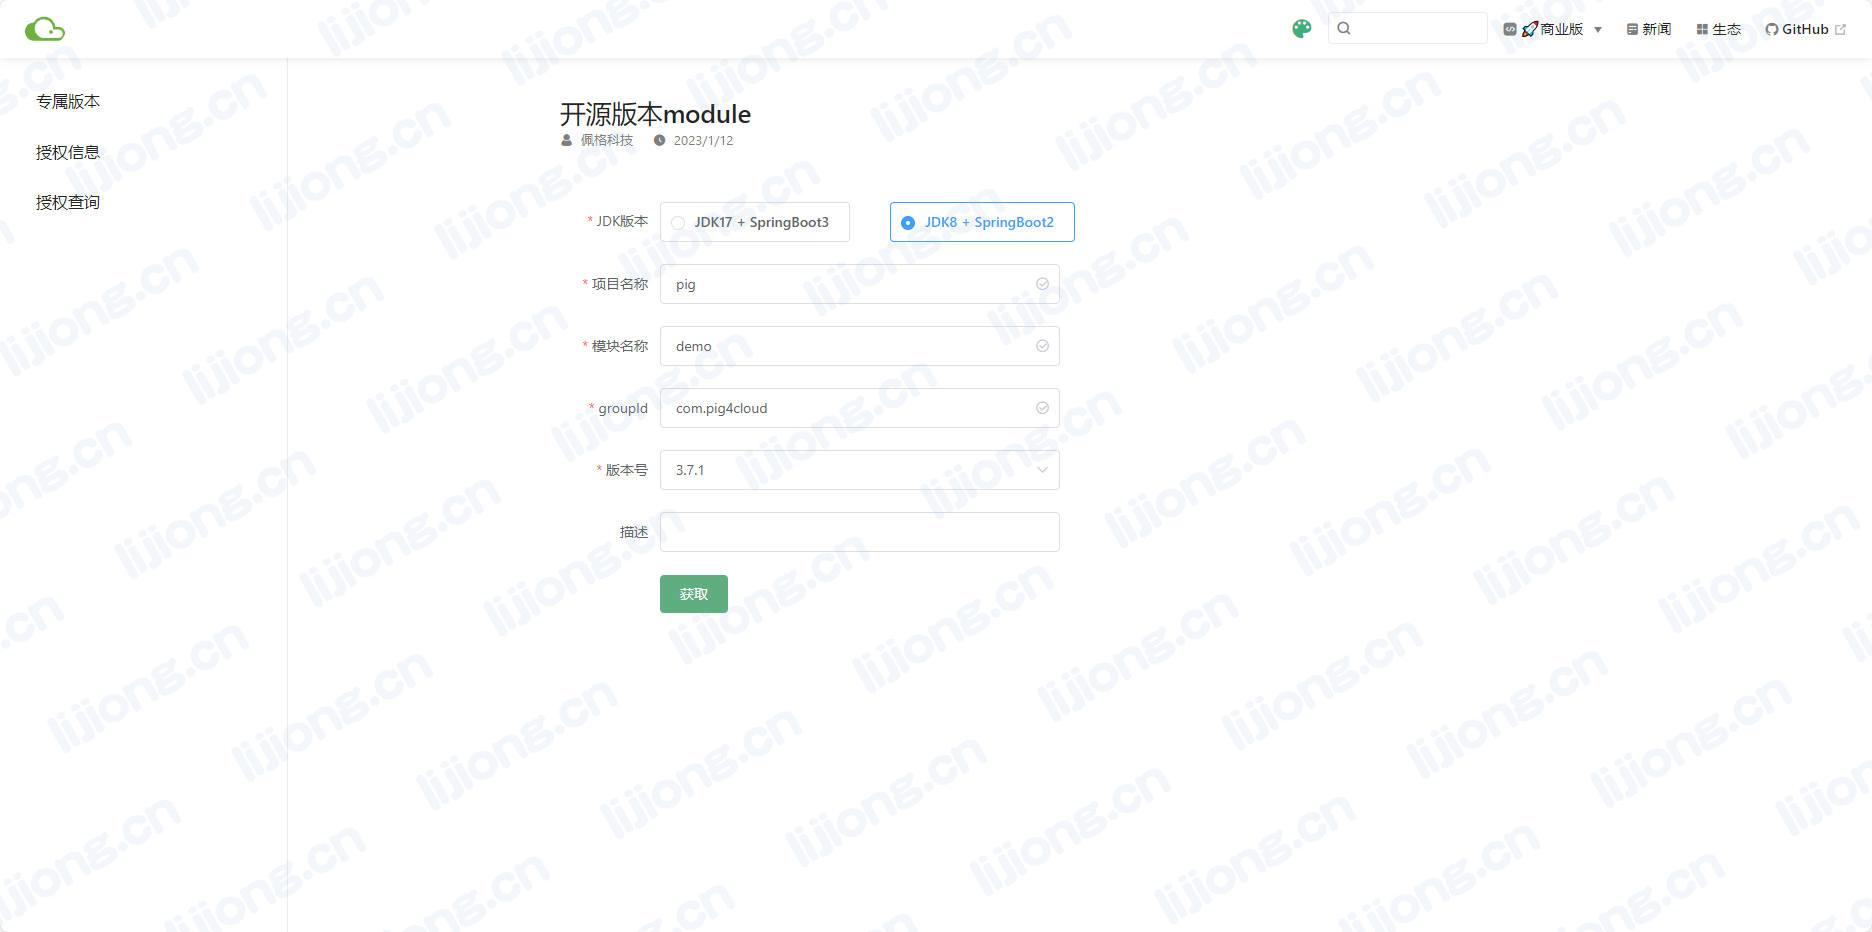 商业版
新闻
生态
GitHub
专属版本
授权信息
授权查询
开源版本module
佩格科技 2023/1/12
* JDK版本 JDK17 + SpringBoot3 JDK8 + SpringBoot2
* 项目名称 pig
* 模块名称 demo
* groupId com.pig4cloud
* 版本号 3.7.1
描述
获取
lijiong.cn